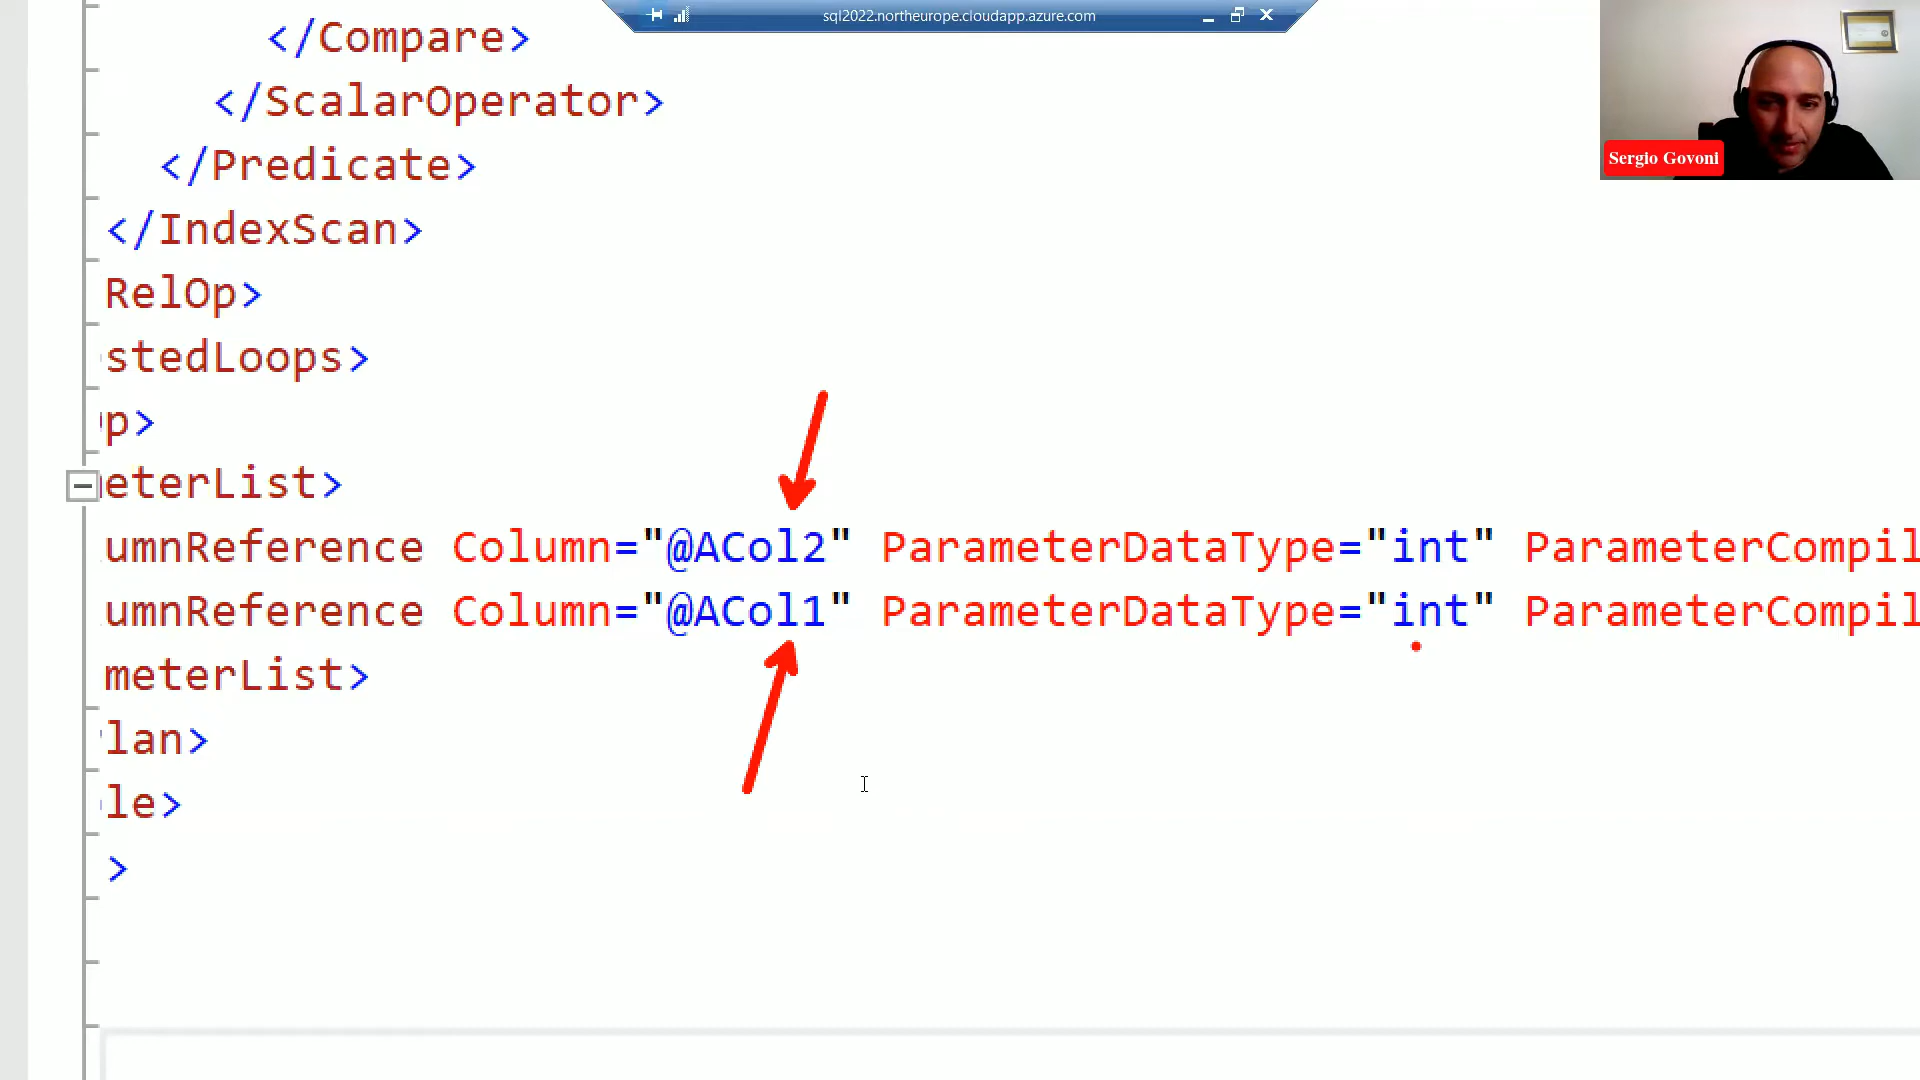 sql2022.northeurope.cloudapp.azure.com
</Compare>
</ScalarOperator>
</Predicate>
</IndexScan>
RelOp>
stedLoops>
p>
eterList>
umnReference Column="@ACol2" ParameterDataType="int" ParameterCompil
umnReference Column="@ACol1" ParameterDataType="int" ParameterCompil
meterList>
lan>
le>
>
Sergio Govoni